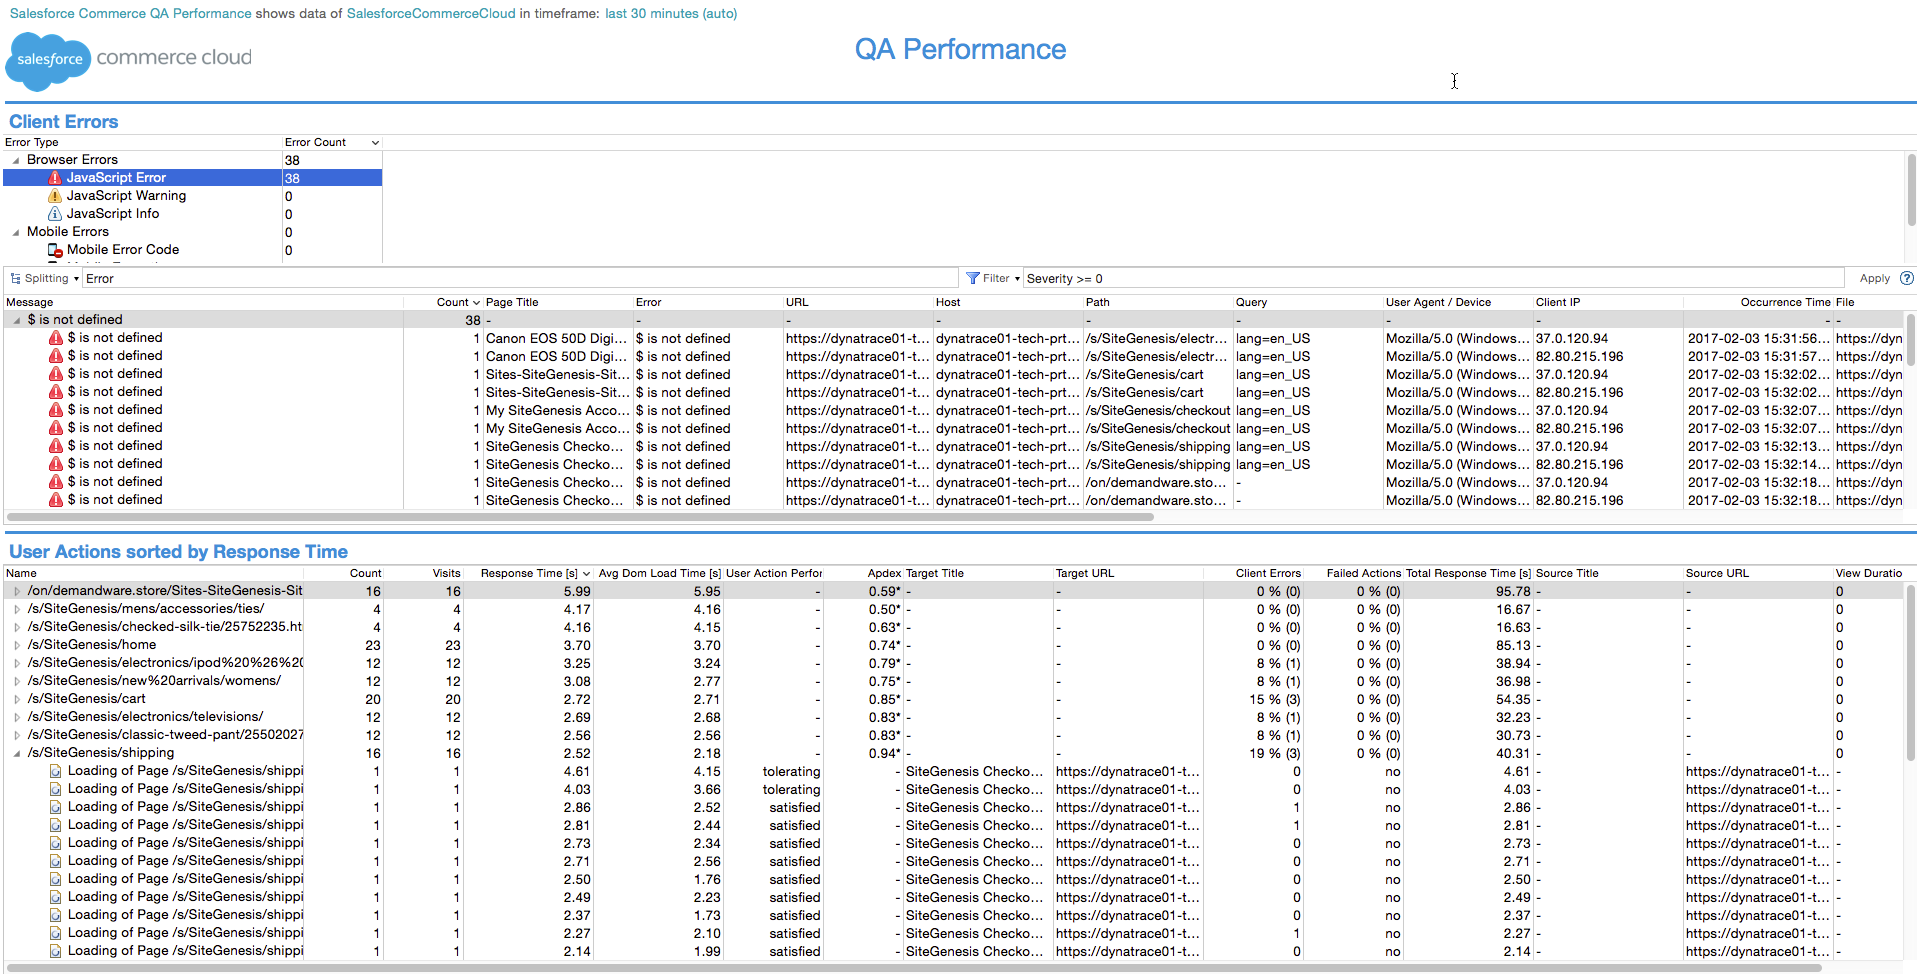 Salesforce Commerce QA Performance shows data of SalesforceCommerceCloud in timeframe: last 30 minutes (auto)
salesforce commerce cloud
QA Performance
Client Errors
Error Type Error Count
Browser Errors 38
JavaScript Error 38
JavaScript Warning 0
JavaScript Info 0
Mobile Errors 0
Mobile Error Code 0
Splitting Error Filter Severity >= 0 Apply ?
Message Count Page Title Error URL Host Path Query User Agent / Device Client IP Occurrence Time File
$ is not defined 38 - - - - - - - - - -
$ is not defined 1 Canon EOS 50D Digi... $ is not defined https://dynatrace01-t... dynatrace01-tech-prt... /s/SiteGenesis/electr... lang=en_US Mozilla/5.0 (Windows... 37.0.120.94 2017-02-03 15:31:56... https://dyn
$ is not defined 1 Canon EOS 50D Digi... $ is not defined https://dynatrace01-t... dynatrace01-tech-prt... /s/SiteGenesis/electr... lang=en_US Mozilla/5.0 (Windows... 82.80.215.196 2017-02-03 15:31:57... https://dyn
$ is not defined 1 Sites-SiteGenesis-Sit... $ is not defined https://dynatrace01-t... dynatrace01-tech-prt... /s/SiteGenesis/cart lang=en_US Mozilla/5.0 (Windows... 37.0.120.94 2017-02-03 15:32:02... https://dyn
$ is not defined 1 Sites-SiteGenesis-Sit... $ is not defined https://dynatrace01-t... dynatrace01-tech-prt... /s/SiteGenesis/cart lang=en_US Mozilla/5.0 (Windows... 82.80.215.196 2017-02-03 15:32:02... https://dyn
$ is not defined 1 My SiteGenesis Acco... $ is not defined https://dynatrace01-t... dynatrace01-tech-prt... /s/SiteGenesis/checkout lang=en_US Mozilla/5.0 (Windows... 37.0.120.94 2017-02-03 15:32:07... https://dyn
$ is not defined 1 My SiteGenesis Acco... $ is not defined https://dynatrace01-t... dynatrace01-tech-prt... /s/SiteGenesis/checkout lang=en_US Mozilla/5.0 (Windows... 82.80.215.196 2017-02-03 15:32:07... https://dyn
$ is not defined 1 SiteGenesis Checko... $ is not defined https://dynatrace01-t... dynatrace01-tech-prt... /s/SiteGenesis/shipping lang=en_US Mozilla/5.0 (Windows... 37.0.120.94 2017-02-03 15:32:13... https://dyn
$ is not defined 1 SiteGenesis Checko... $ is not defined https://dynatrace01-t... dynatrace01-tech-prt... /s/SiteGenesis/shipping lang=en_US Mozilla/5.0 (Windows... 82.80.215.196 2017-02-03 15:32:14... https://dyn
$ is not defined 1 SiteGenesis Checko... $ is not defined https://dynatrace01-t... dynatrace01-tech-prt... /on/demandware.sto... - Mozilla/5.0 (Windows... 37.0.120.94 2017-02-03 15:32:18... https://dyn
$ is not defined 1 SiteGenesis Checko... $ is not defined https://dynatrace01-t... dynatrace01-tech-prt... /on/demandware.sto... - Mozilla/5.0 (Windows... 82.80.215.196 2017-02-03 15:32:18... https://dyn
User Actions sorted by Response Time
Name Count Visits Response Time [s] Avg Dom Load Time [s] User Action Perfor Apdex Target Title Target URL Client Errors Failed Actions Total Response Time [s] Source Title Source URL View Duratio
/on/demandware.store/Sites-SiteGenesis-Sit 16 16 5.99 5.95 - 0.59* - - 0 % (0) 0 % (0) 95.78 - - 0
/s/SiteGenesis/mens/accessories/ties/ 4 4 4.17 4.16 - 0.50* - - 0 % (0) 0 % (0) 16.67 - - 0
/s/SiteGenesis/checked-silk-tie/25752235.ht 4 4 4.16 4.15 - 0.63* - - 0 % (0) 0 % (0) 16.63 - - 0
/s/SiteGenesis/home 23 23 3.70 3.70 - 0.74* - - 0 % (0) 0 % (0) 85.13 - - 0
/s/SiteGenesis/electronics/ipod%20%26%20 12 12 3.25 3.24 - 0.79* - - 8 % (1) 0 % (0) 38.94 - - 0
/s/SiteGenesis/new%20arrivals/womens/ 12 12 3.08 2.77 - 0.75* - - 8 % (1) 0 % (0) 36.98 - - 0
/s/SiteGenesis/cart 20 20 2.72 2.71 - 0.85* - - 15 % (3) 0 % (0) 54.35 - - 0
/s/SiteGenesis/electronics/televisions/ 12 12 2.69 2.68 - 0.83* - - 8 % (1) 0 % (0) 32.23 - - 0
/s/SiteGenesis/classic-tweed-pant/25502027 12 12 2.56 2.56 - 0.83* - - 8 % (1) 0 % (0) 30.73 - - 0
/s/SiteGenesis/shipping 16 16 2.52 2.18 - 0.94* - - 19 % (3) 0 % (0) 40.31 - - 0
Loading of Page /s/SiteGenesis/shippi 1 1 4.61 4.15 tolerating - SiteGenesis Checko... https://dynatrace01-t... 0 no 4.61 - https://dynatrace01-t... -
Loading of Page /s/SiteGenesis/shippi 1 1 4.03 3.66 tolerating - SiteGenesis Checko... https://dynatrace01-t... 0 no 4.03 - https://dynatrace01-t... -
Loading of Page /s/SiteGenesis/shippi 1 1 2.86 2.52 satisfied - SiteGenesis Checko... https://dynatrace01-t... 1 no 2.86 - https://dynatrace01-t... -
Loading of Page /s/SiteGenesis/shippi 1 1 2.81 2.44 satisfied - SiteGenesis Checko... https://dynatrace01-t... 1 no 2.81 - https://dynatrace01-t... -
Loading of Page /s/SiteGenesis/shippi 1 1 2.73 2.34 satisfied - SiteGenesis Checko... https://dynatrace01-t... 0 no 2.73 - https://dynatrace01-t... -
Loading of Page /s/SiteGenesis/shippi 1 1 2.71 2.56 satisfied - SiteGenesis Checko... https://dynatrace01-t... 0 no 2.71 - https://dynatrace01-t... -
Loading of Page /s/SiteGenesis/shippi 1 1 2.50 1.76 satisfied - SiteGenesis Checko... https://dynatrace01-t... 0 no 2.50 - https://dynatrace01-t... -
Loading of Page /s/SiteGenesis/shippi 1 1 2.49 2.23 satisfied - SiteGenesis Checko... https://dynatrace01-t... 0 no 2.49 - https://dynatrace01-t... -
Loading of Page /s/SiteGenesis/shippi 1 1 2.37 1.73 satisfied - SiteGenesis Checko... https://dynatrace01-t... 0 no 2.37 - https://dynatrace01-t... -
Loading of Page /s/SiteGenesis/shippi 1 1 2.27 2.10 satisfied - SiteGenesis Checko... https://dynatrace01-t... 1 no 2.27 - https://dynatrace01-t... -
Loading of Page /s/SiteGenesis/shippi 1 1 2.14 1.99 satisfied - SiteGenesis Checko... https://dynatrace01-t... 0 no 2.14 - https://dynatrace01-t... -